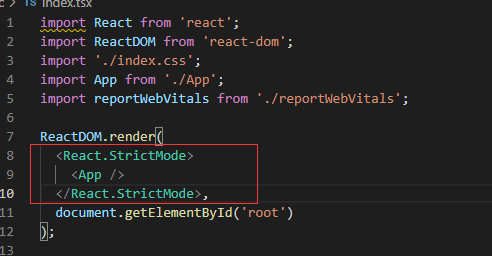 c > TS index.tsx
1 import React from 'react';
2 import ReactDOM from 'react-dom';
3 import './index.css';
4 import App from './App';
5 import reportWebVitals from './reportWebVitals';
6
7 ReactDOM.render(
8 <React.StrictMode>
9 <App />
10 </React.StrictMode>,
11 document.getElementById('root')
12 );
13